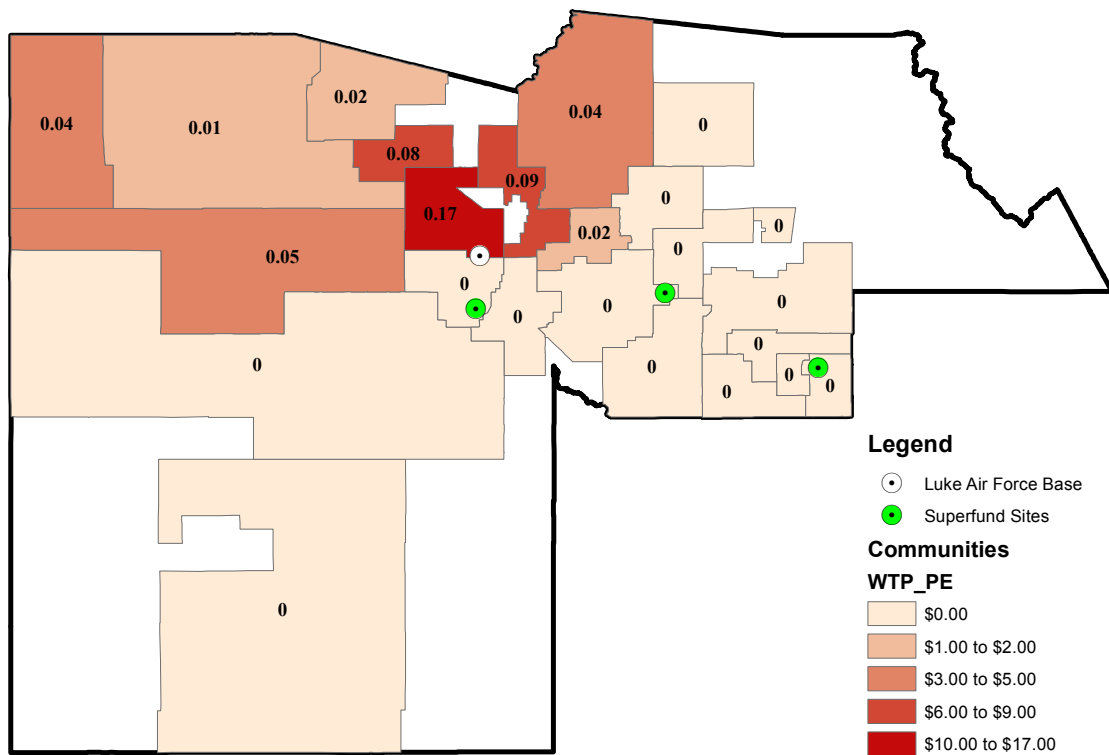 0.04
0.01
0.02
0.04
0
0.08
0.09
0.17
0
0.02
0
0
0.05
0
0
0
0
0
0
0
0
0
0
0
0
Legend
Luke Air Force Base
Superfund Sites
Communities
WTP_PE
$0.00
$1.00 to $2.00
$3.00 to $5.00
$6.00 to $9.00
$10.00 to $17.00